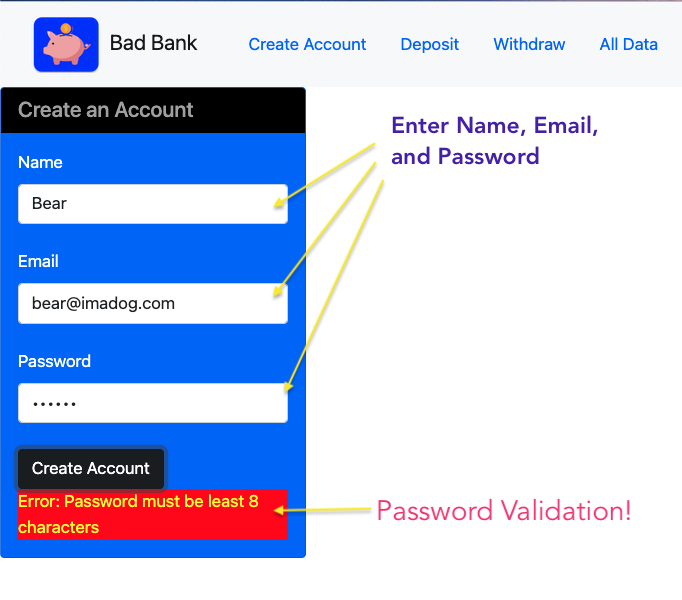 Bad Bank Create Account Deposit Withdraw All Data
Create an Account
Enter Name, Email,
and Password
Name
Bear
Email
bear@imadog.com
Password
••••••
Create Account
Error: Password must be least 8
characters
Password Validation!